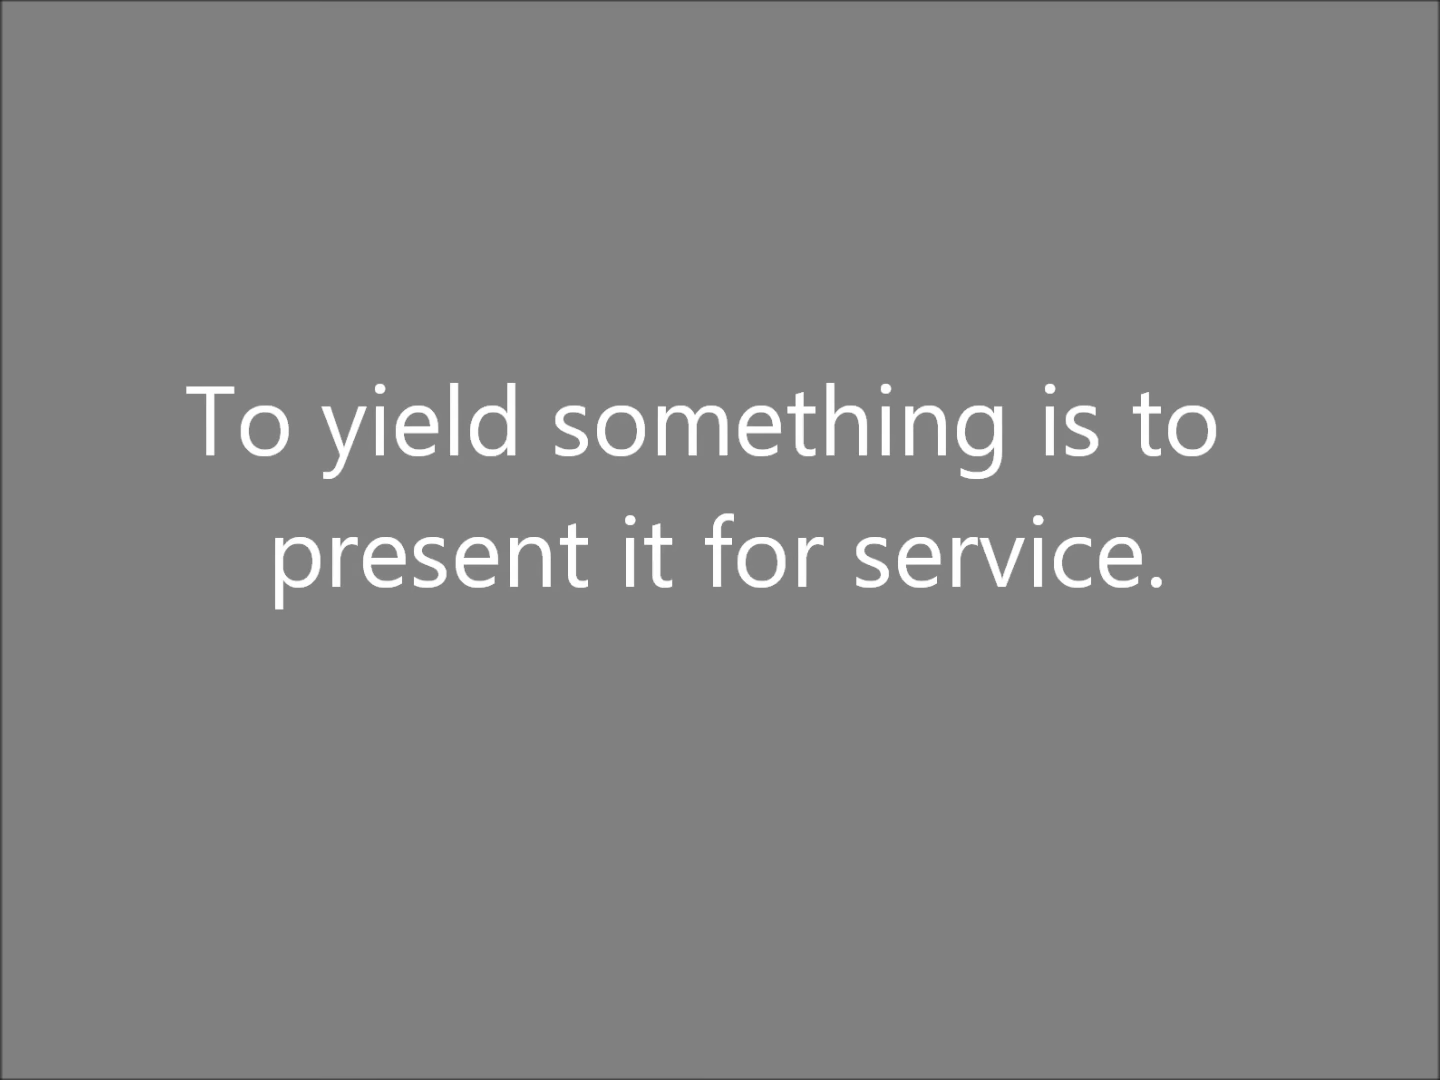 To yield something is to
present it for service.